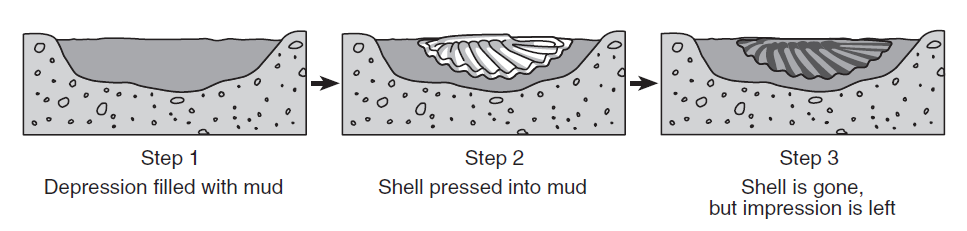 Step 1
Depression filled with mud
Step 2
Shell pressed into mud
Step 3
Shell is gone,
but impression is left